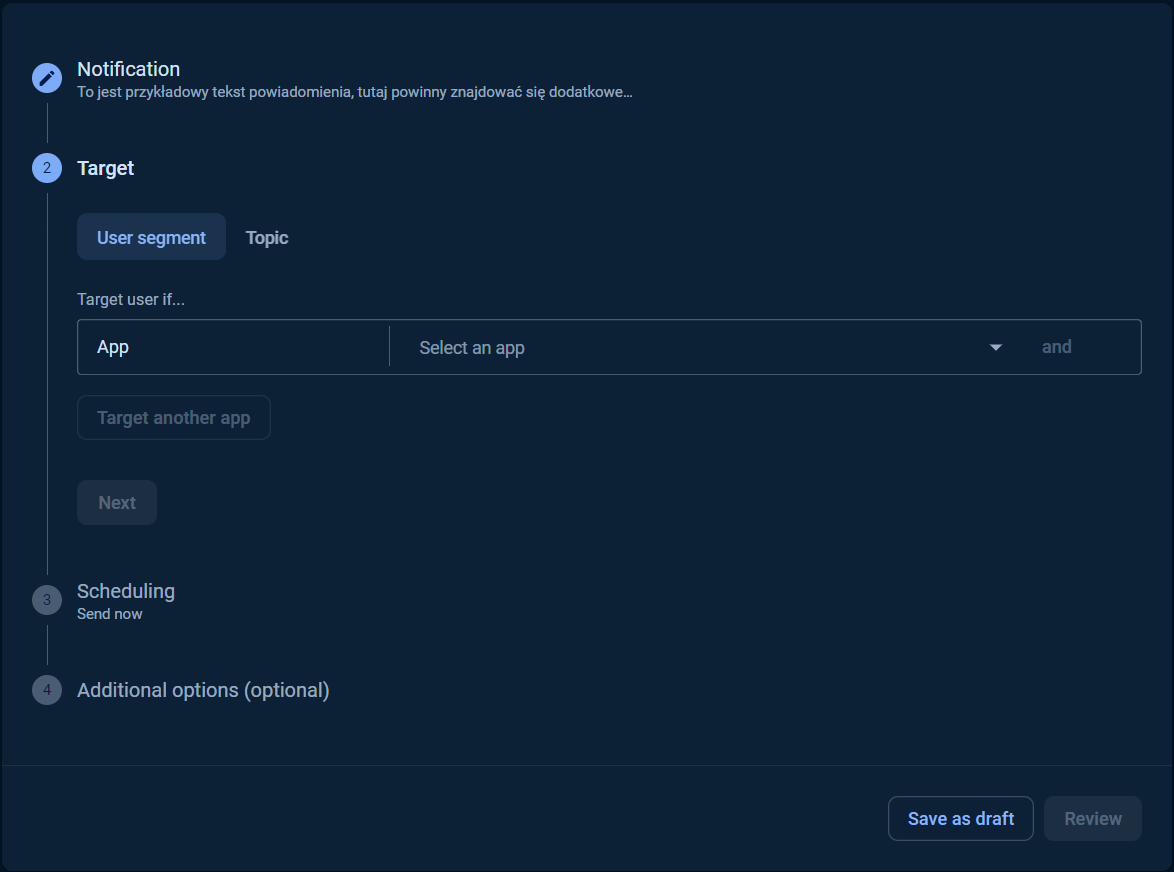 Notification
To jest przykładowy tekst powiadomienia, tutaj powinny znajdować się dodatkowe...
2 Target
User segment Topic
Target user if...
App Select an app and
Target another app
Next
3 Scheduling
Send now
4 Additional options (optional)
Save as draft Review